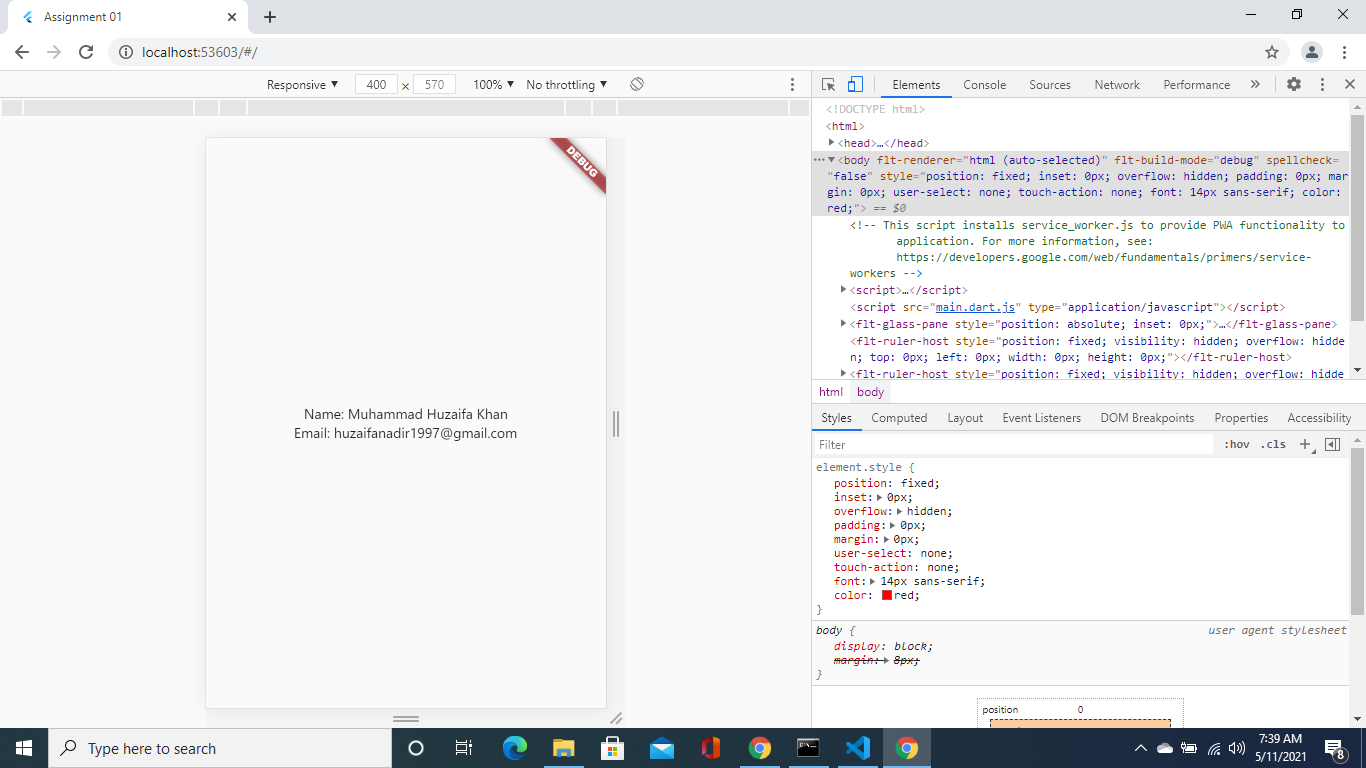 Assignment 01
localhost:53603/#/
Responsive 400 × 570 100% No throttling
Elements Console Sources Network Performance »
DEBUG
Name: Muhammad Huzaifa Khan
Email: huzaifanadir1997@gmail.com
<!DOCTYPE html>
<html>
<head>…</head>
<body flt-renderer="html (auto-selected)" flt-build-mode="debug" spellcheck=
"false" style="position: fixed; inset: 0px; overflow: hidden; padding: 0px; mar
gin: 0px; user-select: none; touch-action: none; font: 14px sans-serif; color:
red;"> == $0
<!-- This script installs service_worker.js to provide PWA functionality to
application. For more information, see:
https://developers.google.com/web/fundamentals/primers/service-
workers -->
<script>…</script>
<script src="main.dart.js" type="application/javascript"></script>
<flt-glass-pane style="position: absolute; inset: 0px;">…</flt-glass-pane>
<flt-ruler-host style="position: fixed; visibility: hidden; overflow: hidde
n; top: 0px; left: 0px; width: 0px; height: 0px;"></flt-ruler-host>
<flt-ruler-host style="position: fixed; visibility: hidden; overflow: hidde
html body
Styles Computed Layout Event Listeners DOM Breakpoints Properties Accessibility
Filter :hov .cls +
element.style {
position: fixed;
inset: 0px;
overflow: hidden;
padding: 0px;
margin: 0px;
user-select: none;
touch-action: none;
font: 14px sans-serif;
color: red;
}
body { user agent stylesheet
display: block;
margin: 8px;
}
position 0
Type here to search
7:39 AM
5/11/2021
8